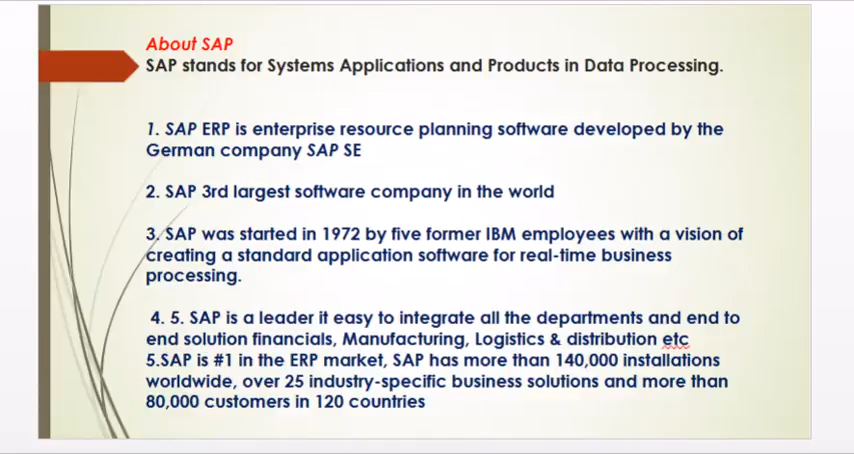 About SAP
SAP stands for Systems Applications and Products in Data Processing.
1. SAP ERP is enterprise resource planning software developed by the
German company SAP SE
2. SAP 3rd largest software company in the world
3. SAP was started in 1972 by five former IBM employees with a vision of
creating a standard application software for real-time business
processing.
4. 5. SAP is a leader it easy to integrate all the departments and end to
end solution financials, Manufacturing, Logistics & distribution etc
5.SAP is #1 in the ERP market, SAP has more than 140,000 installations
worldwide, over 25 industry-specific business solutions and more than
80,000 customers in 120 countries